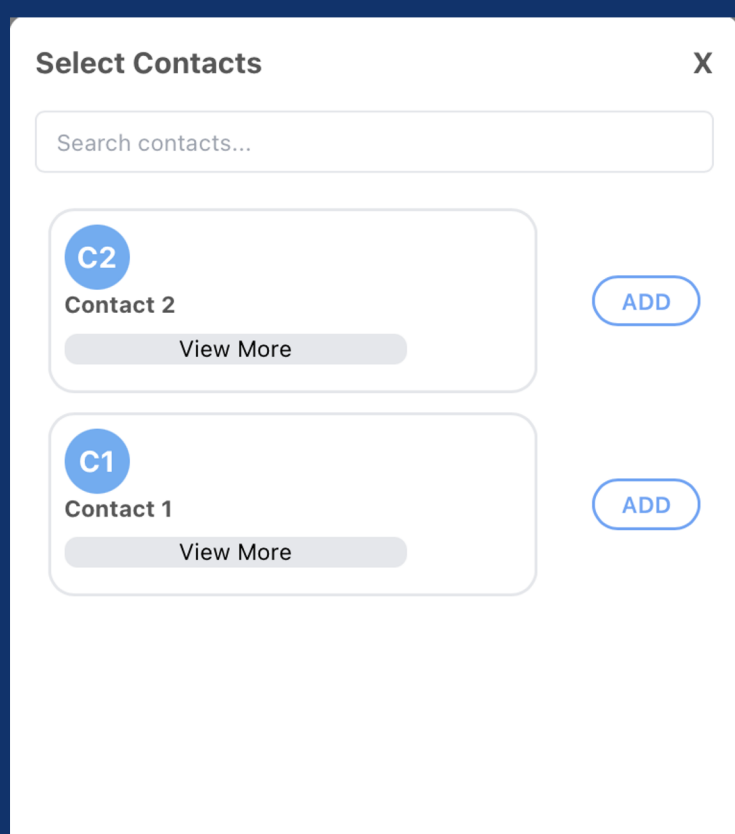 Select Contacts X
Search contacts...
C2
Contact 2
View More
ADD
C1
Contact 1
View More
ADD